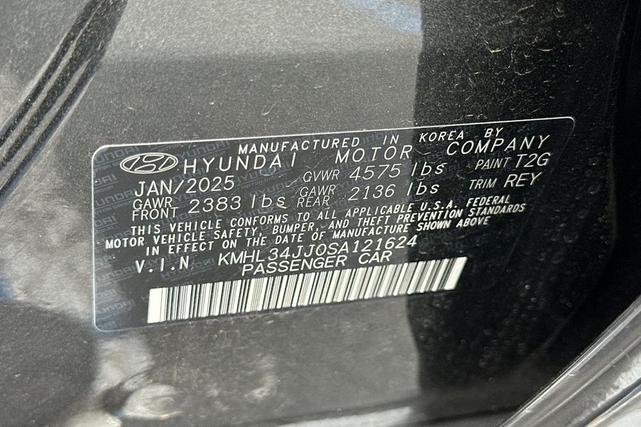 MANUFACTURED IN KOREA BY
HYUNDAI MOTOR COMPANY
JAN/2025 GVWR 4575 lbs PAINT T2G
GAWR FRONT 2383 lbs GAWR REAR 2136 lbs TRIM REY
THIS VEHICLE CONFORMS TO ALL APPLICABLE U.S.A. FEDERAL
MOTOR VEHICLE SAFETY, BUMPER, AND THEFT PREVENTION STANDARDS
IN EFFECT ON THE DATE OF MANUFACTURE SHOWN ABOVE
V.I.N KMHL34JJ0SA121624
PASSENGER CAR